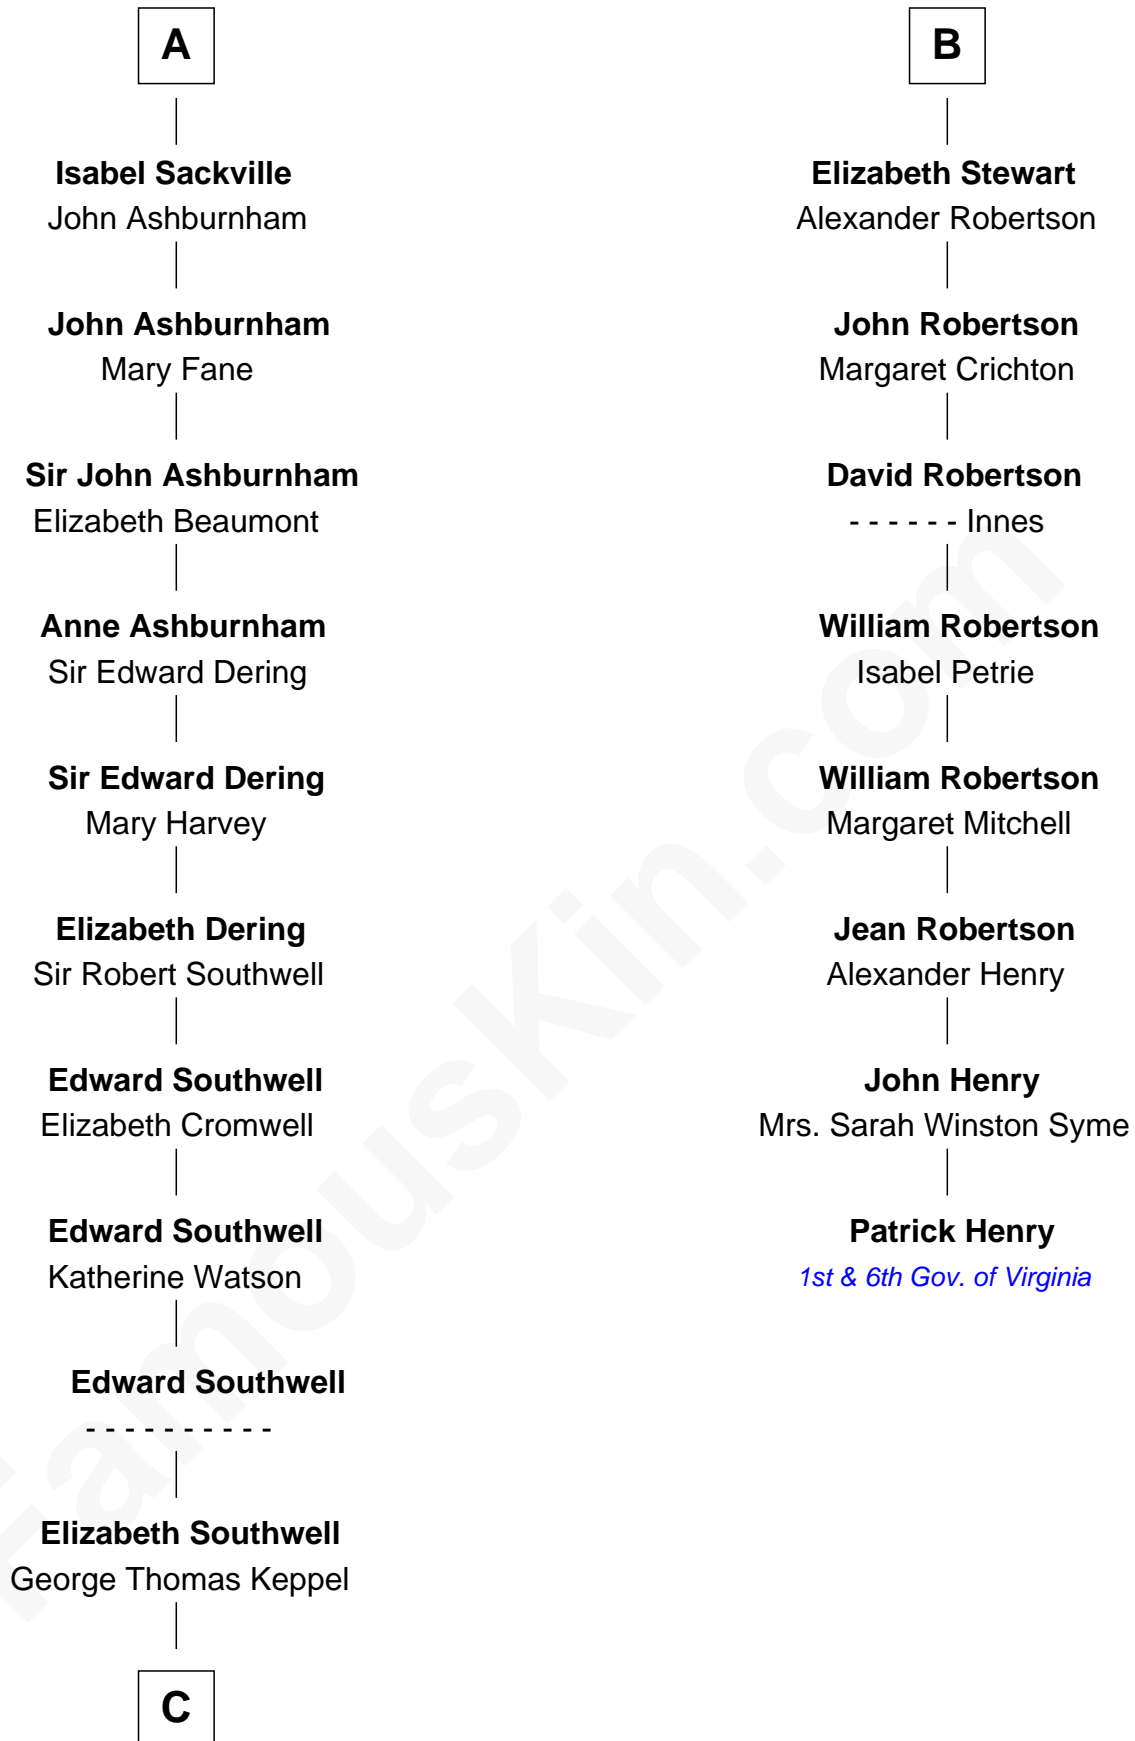 A
Isabel Sackville
John Ashburnham
John Ashburnham
Mary Fane
Sir John Ashburnham
Elizabeth Beaumont
Anne Ashburnham
Sir Edward Dering
Sir Edward Dering
Mary Harvey
Elizabeth Dering
Sir Robert Southwell
Edward Southwell
Elizabeth Cromwell
Edward Southwell
Katherine Watson
Edward Southwell
- - - - - - - - - -
Elizabeth Southwell
George Thomas Keppel
C
B
Elizabeth Stewart
Alexander Robertson
John Robertson
Margaret Crichton
David Robertson
- - - - - - Innes
William Robertson
Isabel Petrie
William Robertson
Margaret Mitchell
Jean Robertson
Alexander Henry
John Henry
Mrs. Sarah Winston Syme
Patrick Henry
1st & 6th Gov. of Virginia
FamousKin.com